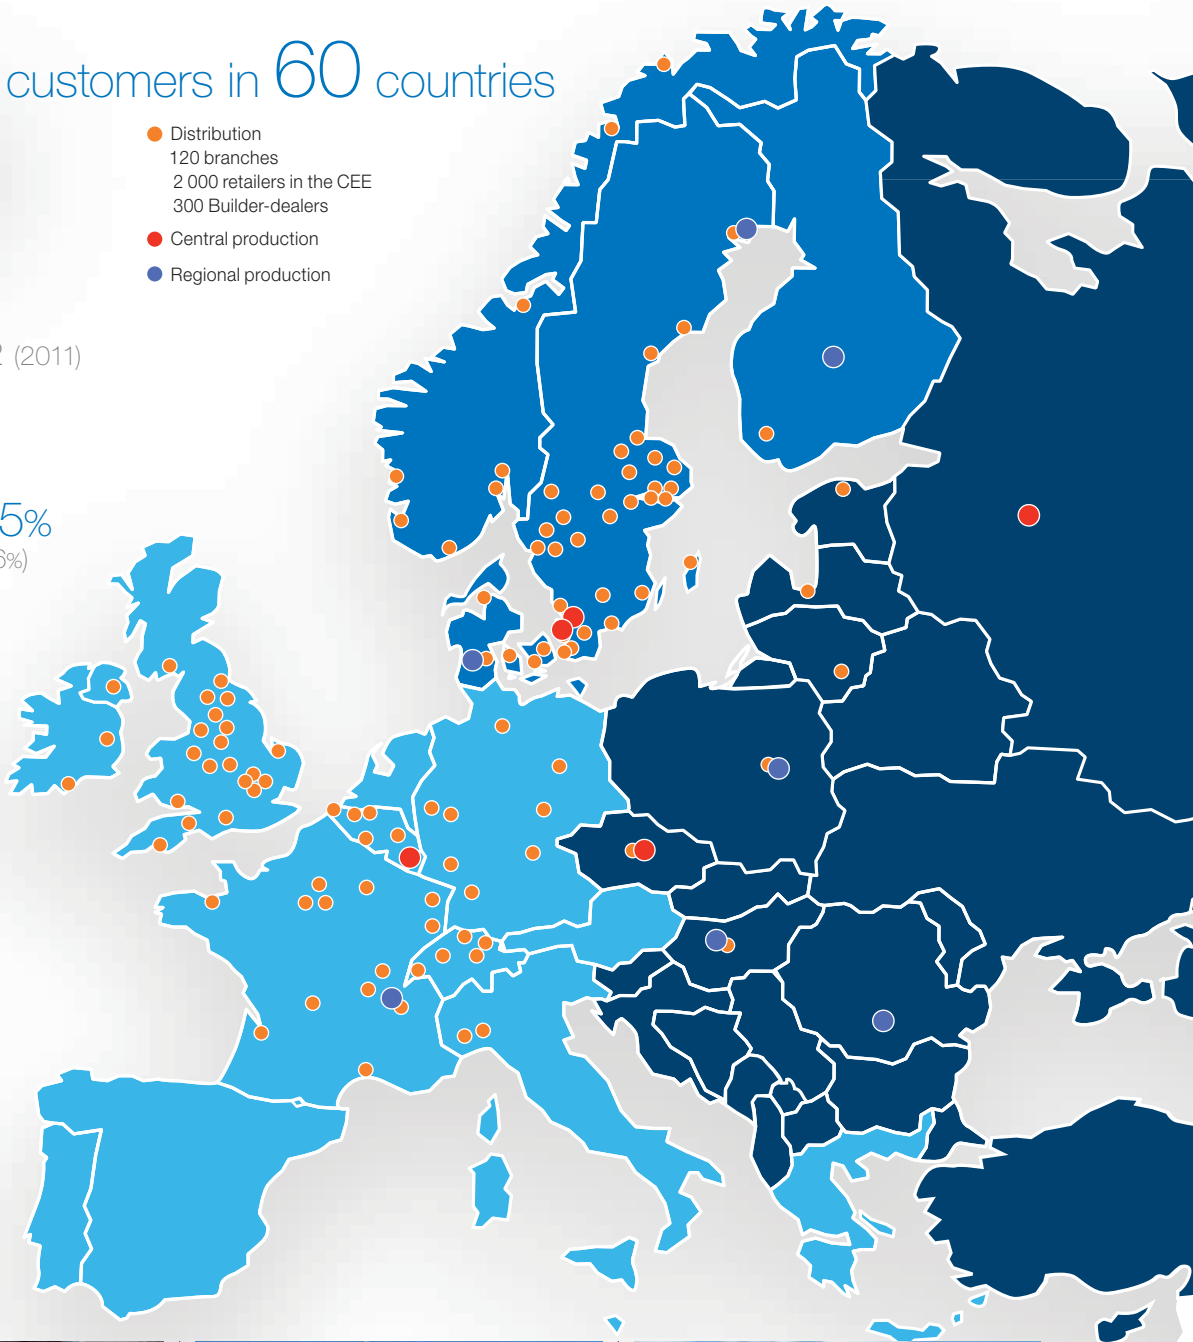 customers in 60 countries
Distribution
120 branches
2 000 retailers in the CEE
300 Builder-dealers
Central production
Regional production
(2011)
5%
%)